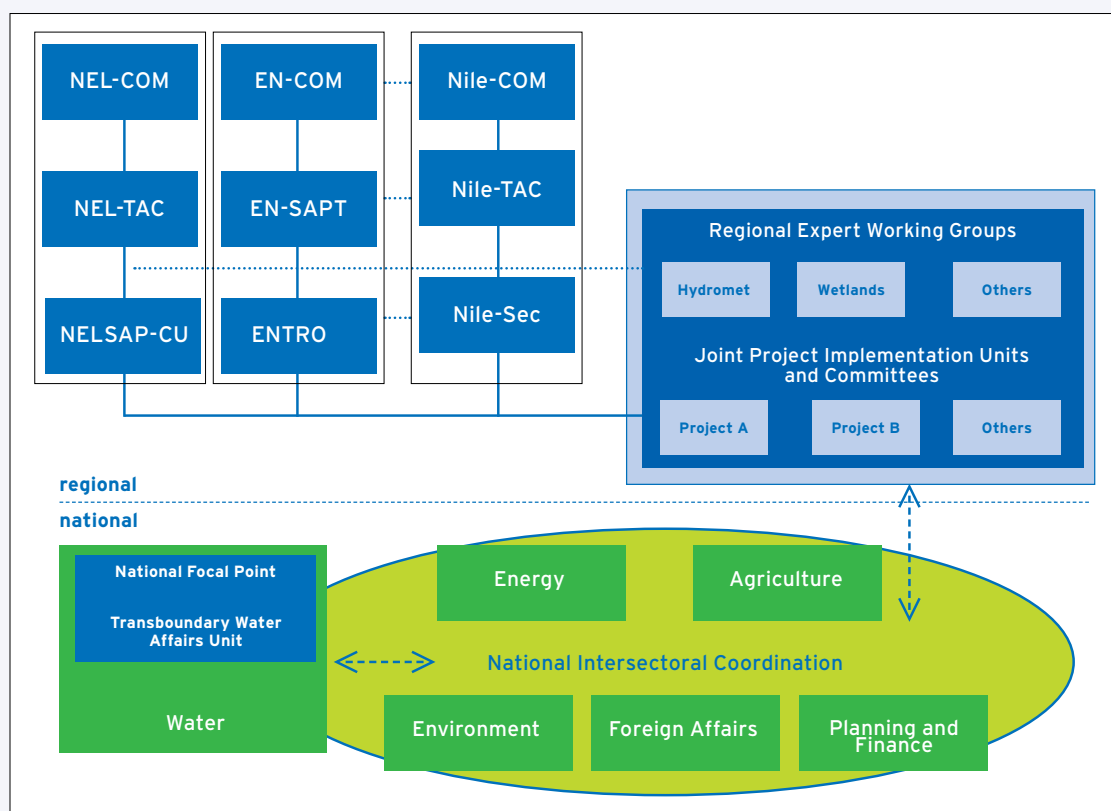 NEL-COM
EN-COM
Nile-COM
NEL-TAC
EN-SAPT
Nile-TAC
NELSAP-CU
ENTRO
Nile-Sec
Regional Expert Working Groups
Hydromet
Wetlands
Others
Joint Project Implementation Units
and Committees
Project A
Project B
Others
regional
national
National Focal Point
Transboundary Water
Affairs Unit
Water
Energy
Agriculture
National Intersectoral Coordination
Environment
Foreign Affairs
Planning and
Finance